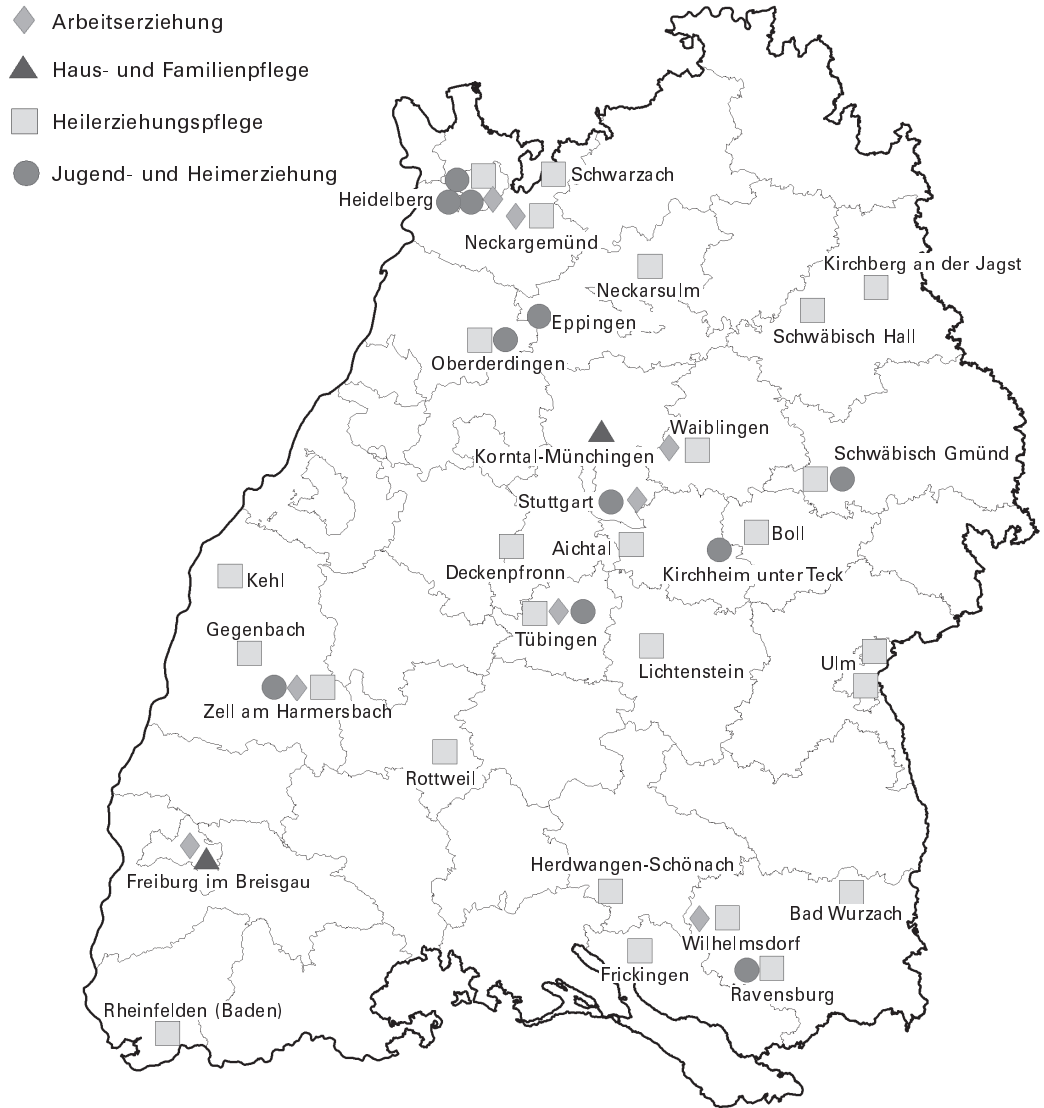 Arbeitserziehung
Haus- und Familienpflege
Heilerziehungspflege
Jugend- und Heimerziehung
Schwarzach
Heidelberg
Neckargemünd
Kirchberg an der Jagst
Neckarsulm
Eppingen
Schwäbisch Hall
Oberderdingen
Waiblingen
Korntal-Münchingen
Schwäbisch Gmünd
Stuttgart
Boll
Aichtal
Deckenpfronn
Kirchheim unter Teck
Kehl
Gegenbach
Tübingen
Lichtenstein
Ulm
Zell am Harmersbach
Rottweil
Herdwangen-Schönach
Freiburg im Breisgau
Bad Wurzach
Wilhelmsdorf
Frickingen
Ravensburg
Rheinfelden (Baden)